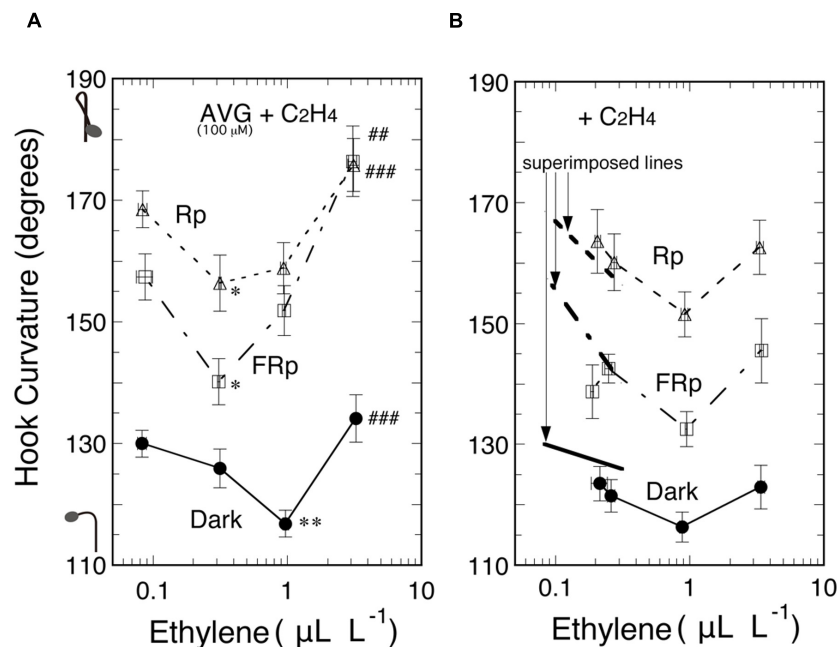 A
Hook Curvature (degrees)
190
170
150
130
110
AVG + C2H4
(100 µM)
##
###
Rp
*
FRp
*
###
Dark
**
0.1
1
10
Ethylene ( µL L-1)
B
190
170
150
130
110
+ C2H4
superimposed lines
Rp
FRp
Dark
0.1
1
10
Ethylene ( µL L-1)